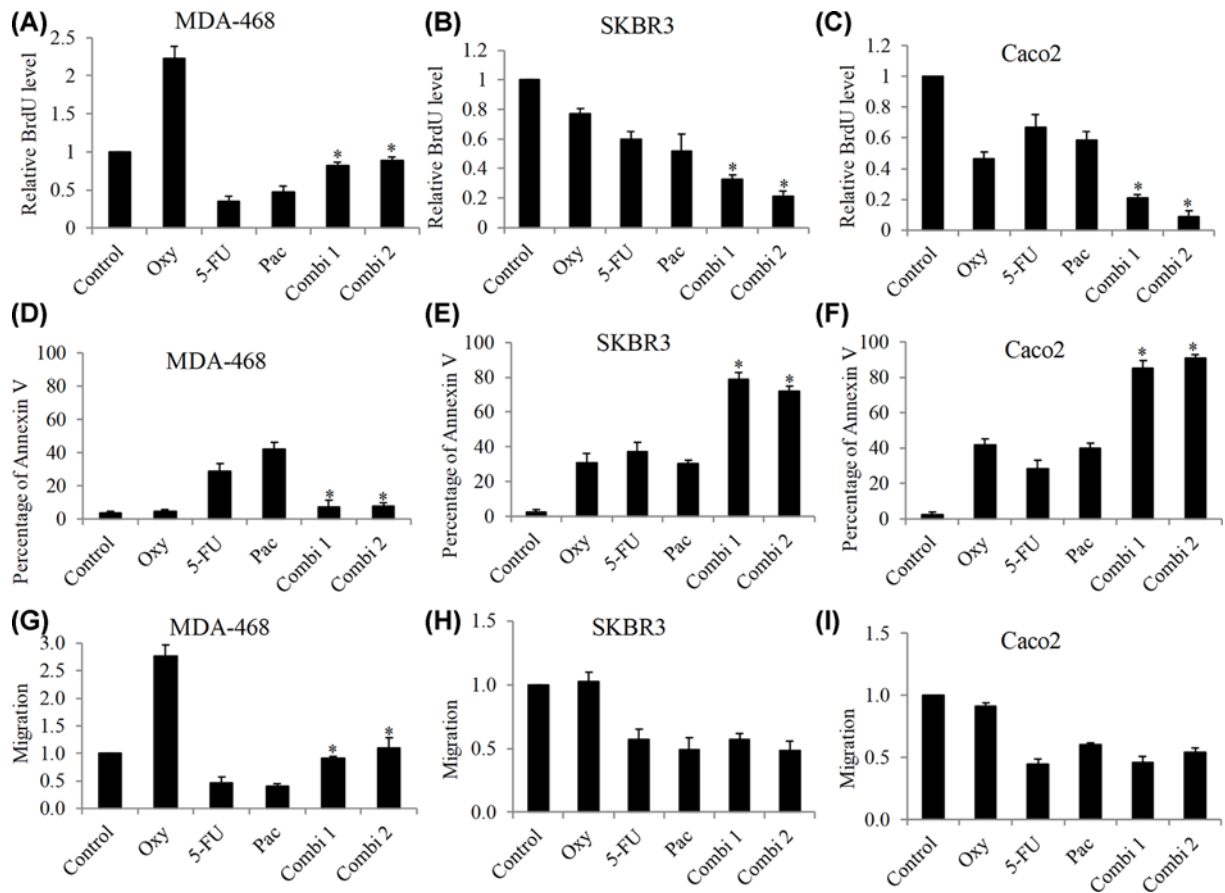 (A)
MDA-468
Relative BrdU level
2.5
2
1.5
1
0.5
0
*
*
Control
Oxy
5-FU
Pac
Combi 1
Combi 2
(B)
SKBR3
Relative BrdU level
1.2
1
0.8
0.6
0.4
0.2
0
*
*
Control
Oxy
5-FU
Pac
Combi 1
Combi 2
(C)
Caco2
Relative BrdU level
1.2
1
0.8
0.6
0.4
0.2
0
*
*
Control
Oxy
5-FU
Pac
Combi 1
Combi 2
(D)
MDA-468
Percentage of Annexin V
100
80
60
40
20
0
*
*
Control
Oxy
5-FU
Pac
Combi 1
Combi 2
(E)
SKBR3
Percentage of Annexin V
100
80
60
40
20
0
*
*
Control
Oxy
5-FU
Pac
Combi 1
Combi 2
(F)
Caco2
Percentage of Annexin V
100
80
60
40
20
0
*
*
Control
Oxy
5-FU
Pac
Combi 1
Combi 2
(G)
MDA-468
Migration
3.0
2.5
2.0
1.5
1.0
0.5
0.0
*
*
Control
Oxy
5-FU
Pac
Combi 1
Combi 2
(H)
SKBR3
Migration
1.5
1.0
0.5
0.0
Control
Oxy
5-FU
Pac
Combi 1
Combi 2
(I)
Caco2
Migration
1.5
1.0
0.5
0.0
Control
Oxy
5-FU
Pac
Combi 1
Combi 2